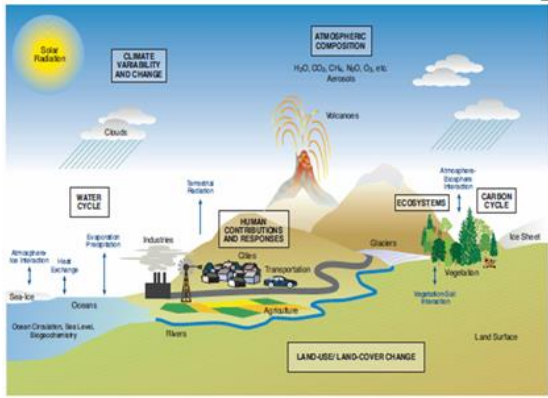 Solar
Radiation
CLIMATE
VARIABILITY
AND CHANGE
ATMOSPHERIC
COMPOSITION
H₂O, CO₂, CH₄, N₂O, O₃, etc
Aerosols
Volcanoes
Clouds
Terrestrial
Radiation
Atmosphere-
Biosphere
Interaction
WATER
CYCLE
ECOSYSTEMS
CARBON
CYCLE
HUMAN
CONTRIBUTIONS
AND RESPONSES
Evaporation
Precipitation
Industries
Cities
Glaciers
Ice Sheet
Atmosphere-
Ice Interaction
Heat
Exchange
Transportation
Vegetation
Sea-Ice
Oceans
Vegetation-Soil
Interaction
Agriculture
Ocean Circulation, Sea Level,
Biogeochemistry
Rivers
Land Surface
LAND-USE/ LAND-COVER CHANGE